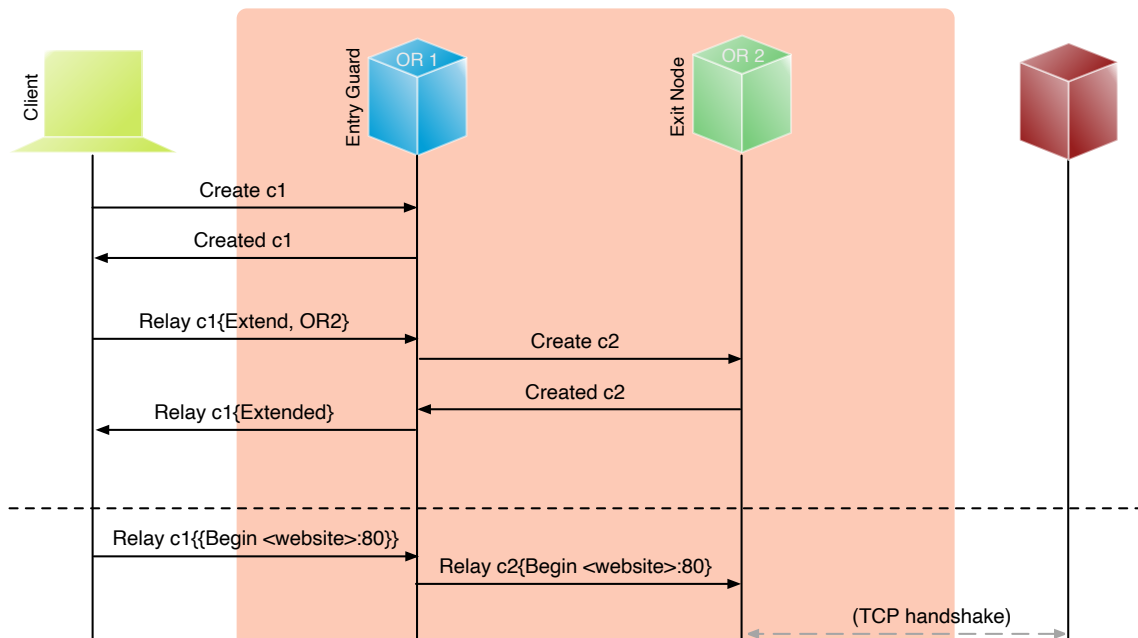 Client
Entry Guard
OR 1
Exit Node
OR 2
Create c1
Created c1
Relay c1{Extend, OR2}
Create c2
Created c2
Relay c1{Extended}
Relay c1{{Begin <website>:80}}
Relay c2{Begin <website>:80}
(TCP handshake)